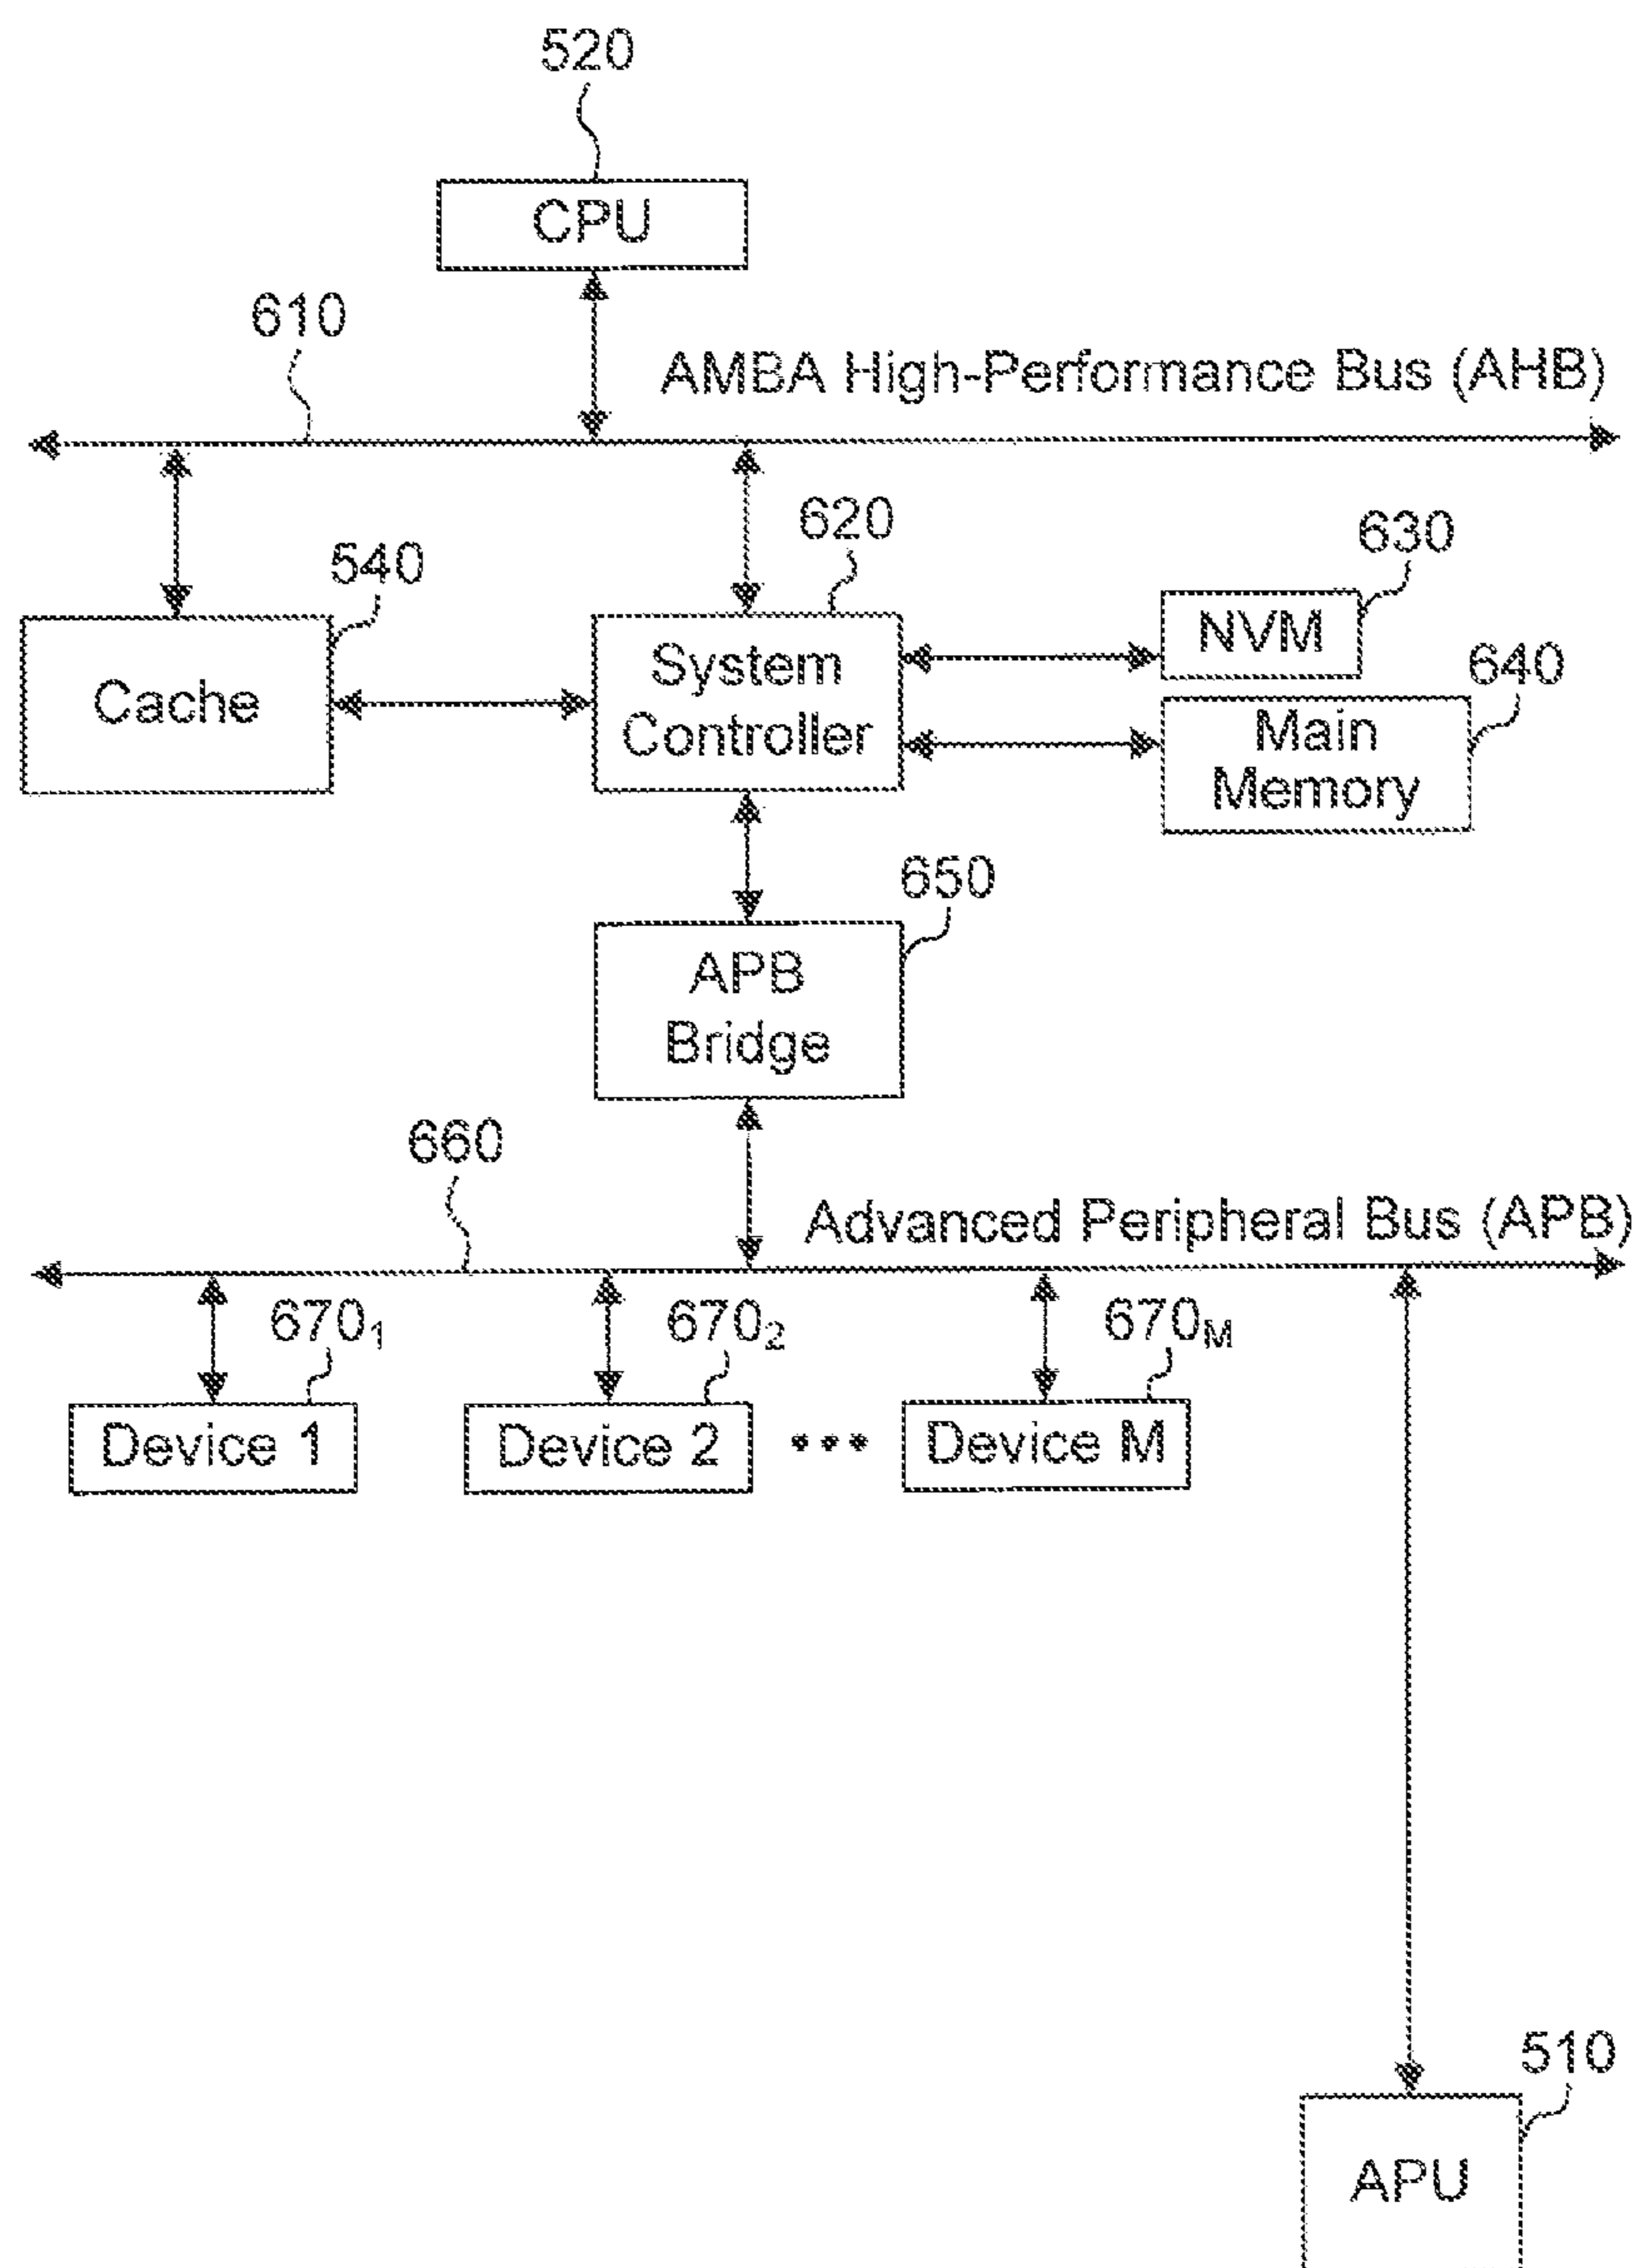 520
CPU
610
AMBA High-Performance Bus (AHB)
620
630
540
NVM
System
Controller
640
Cache
Main
Memory
650
APB
Bridge
660
Advanced Peripheral Bus (APB)
670₁
670₂
670M
Device 1
Device 2
•••
Device M
510
APU